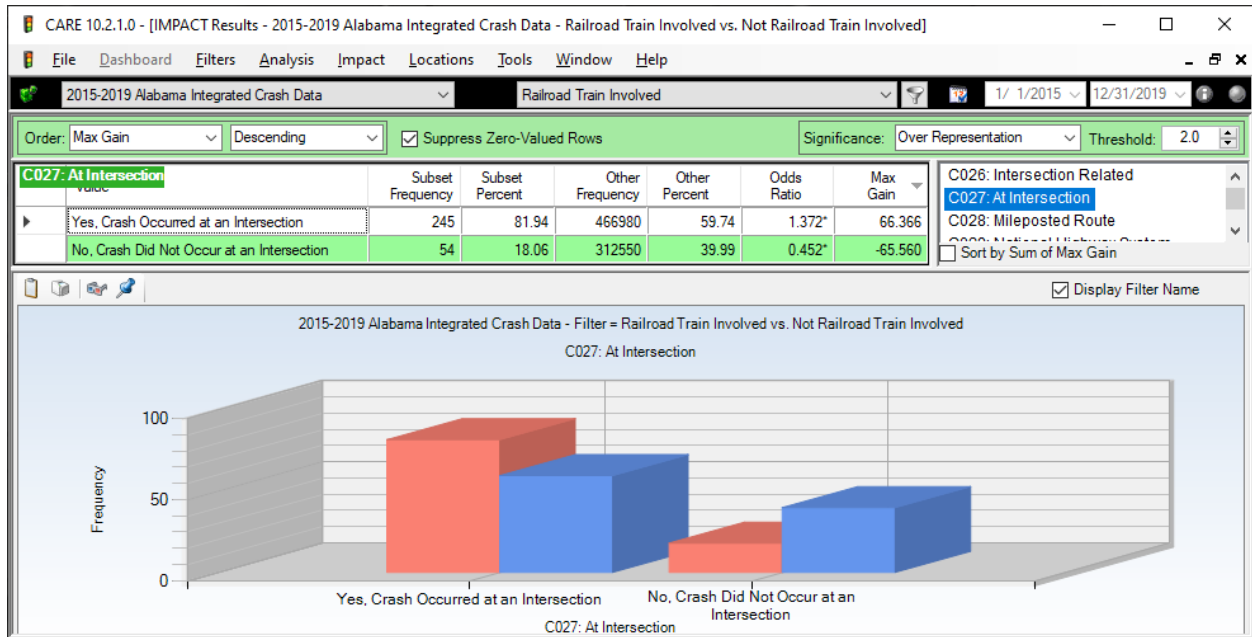 CARE 10.2.1.0 - [IMPACT Results - 2015-2019 Alabama Integrated Crash Data - Railroad Train Involved vs. Not Railroad Train Involved]
File Dashboard Filters Analysis Impact Locations Tools Window Help
2015-2019 Alabama Integrated Crash Data Railroad Train Involved 1/ 1/2015 12/31/2019
Order: Max Gain Descending Suppress Zero-Valued Rows Significance: Over Representation Threshold: 2.0
C027: At Intersection Subset Frequency Subset Percent Other Frequency Other Percent Odds Ratio Max Gain
Yes, Crash Occurred at an Intersection 245 81.94 466980 59.74 1.372* 66.366
No, Crash Did Not Occur at an Intersection 54 18.06 312550 39.99 0.452* -65.560
C026: Intersection Related
C027: At Intersection
C028: Mileposted Route
Sort by Sum of Max Gain
Display Filter Name
2015-2019 Alabama Integrated Crash Data - Filter = Railroad Train Involved vs. Not Railroad Train Involved
C027: At Intersection
100
50
0
Frequency
Yes, Crash Occurred at an Intersection
No, Crash Did Not Occur at an
Intersection
C027: At Intersection